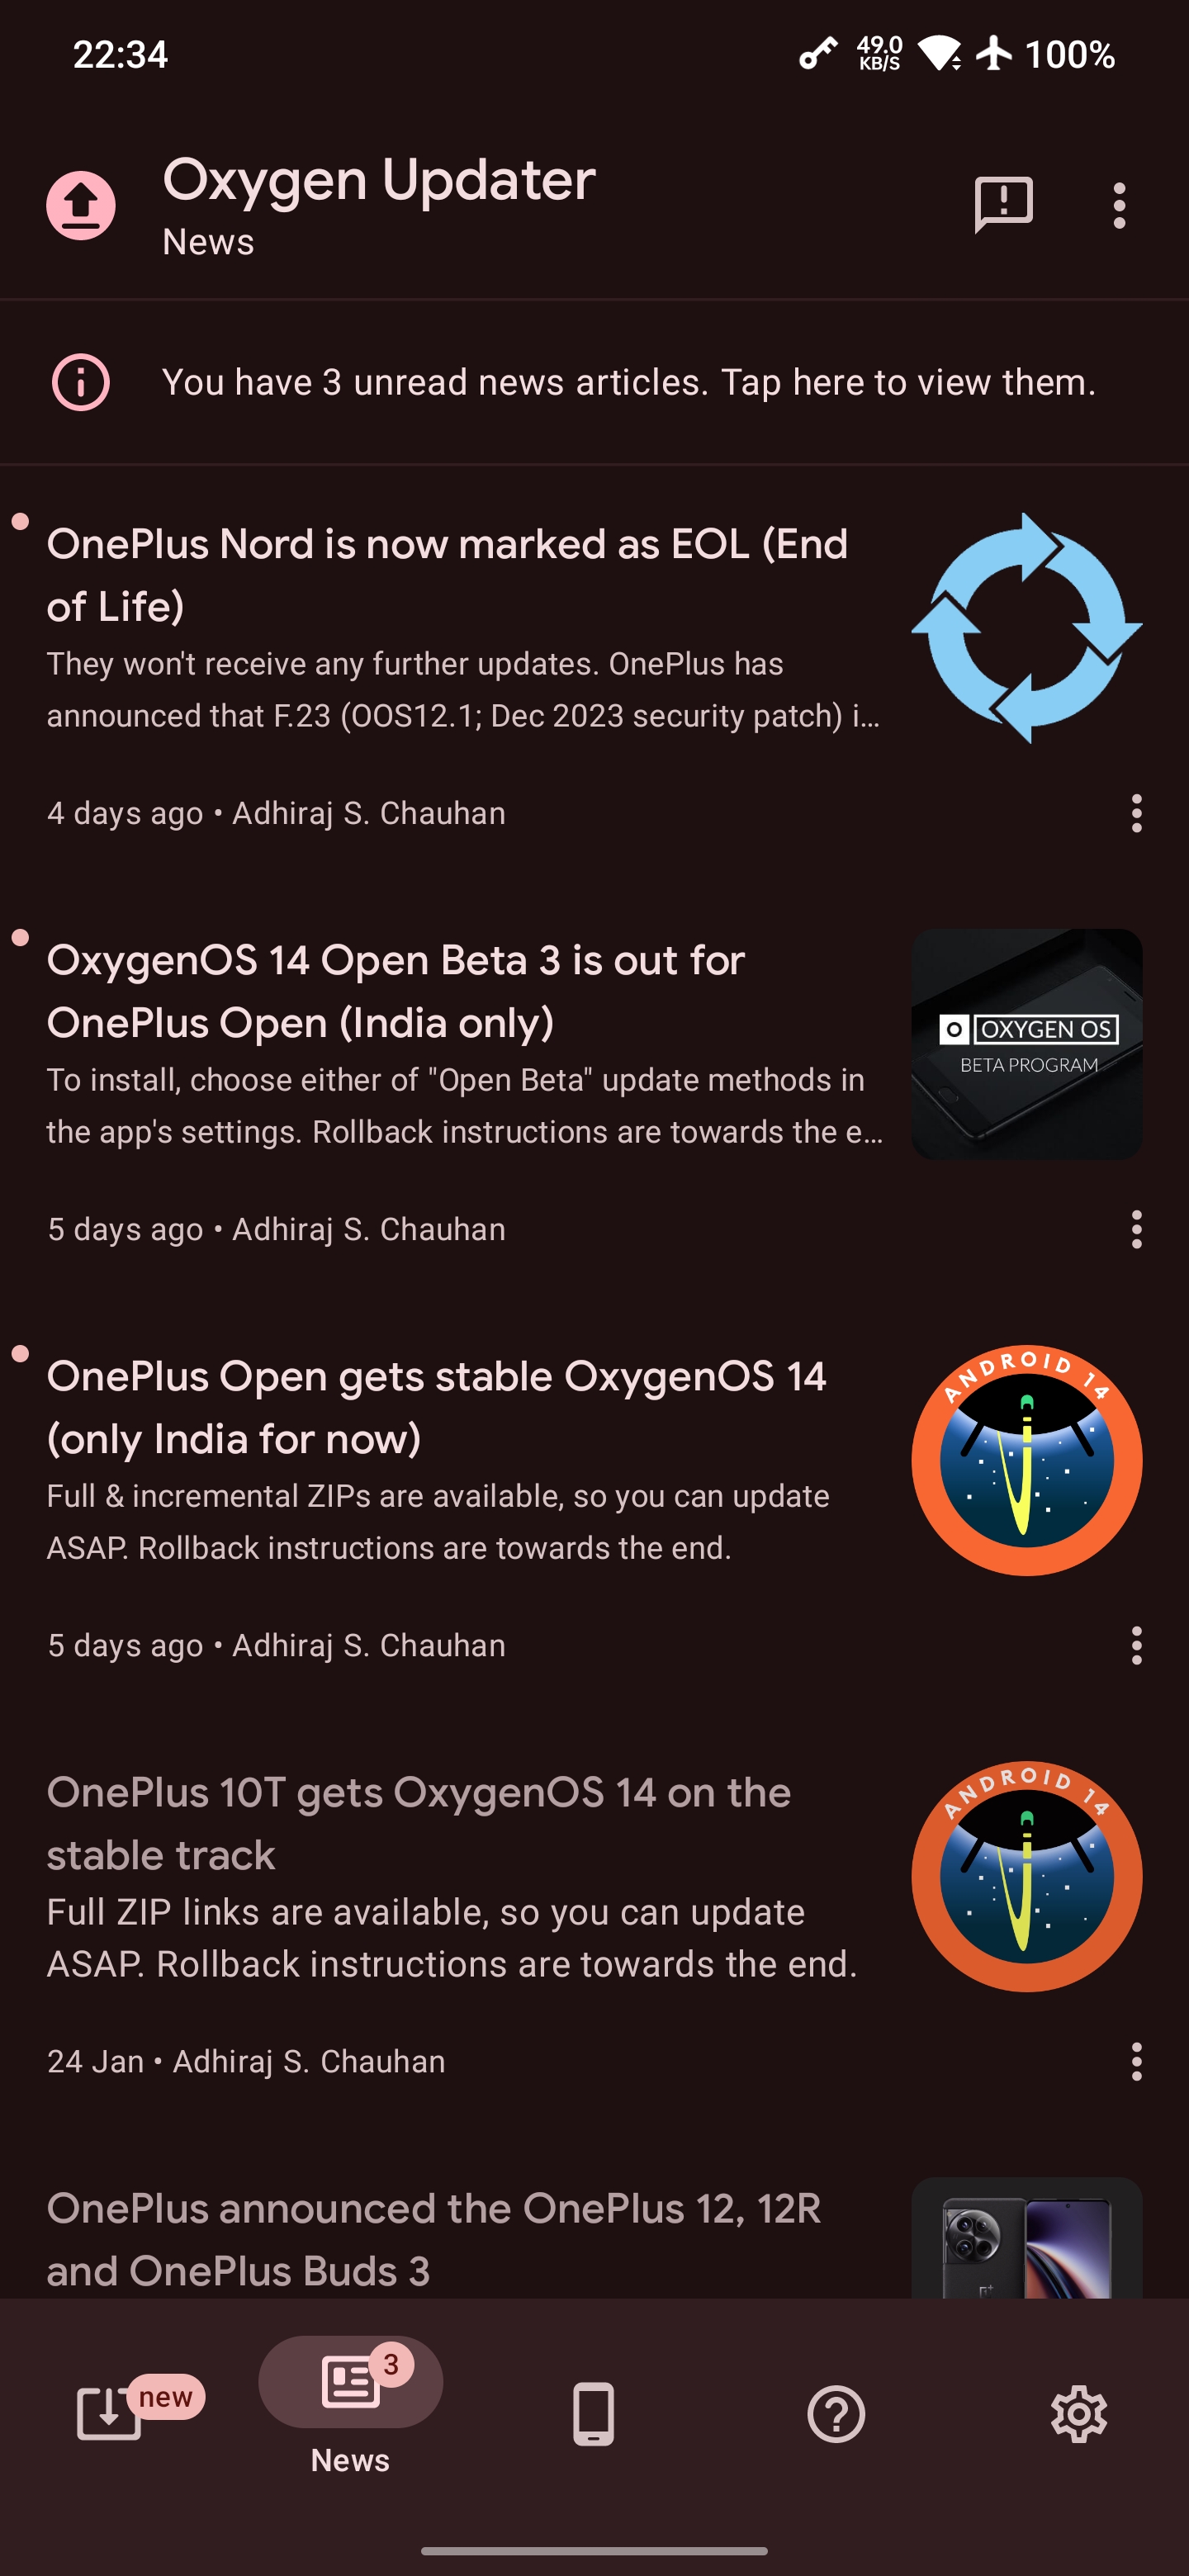 22:34
49.0
KB/S
100%
Oxygen Updater
News
You have 3 unread news articles. Tap here to view them.
OnePlus Nord is now marked as EOL (End
of Life)
They won't receive any further updates. OnePlus has
announced that F.23 (OOS12.1; Dec 2023 security patch) i...
4 days ago • Adhiraj S. Chauhan
OxygenOS 14 Open Beta 3 is out for
OnePlus Open (India only)
To install, choose either of "Open Beta" update methods in
the app's settings. Rollback instructions are towards the e...
OXYGEN OS
BETA PROGRAM
5 days ago • Adhiraj S. Chauhan
OnePlus Open gets stable OxygenOS 14
(only India for now)
Full & incremental ZIPs are available, so you can update
ASAP. Rollback instructions are towards the end.
ANDROID 14
5 days ago • Adhiraj S. Chauhan
OnePlus 10T gets OxygenOS 14 on the
stable track
Full ZIP links are available, so you can update
ASAP. Rollback instructions are towards the end.
ANDROID 14
24 Jan • Adhiraj S. Chauhan
OnePlus announced the OnePlus 12, 12R
and OnePlus Buds 3
new
3
News